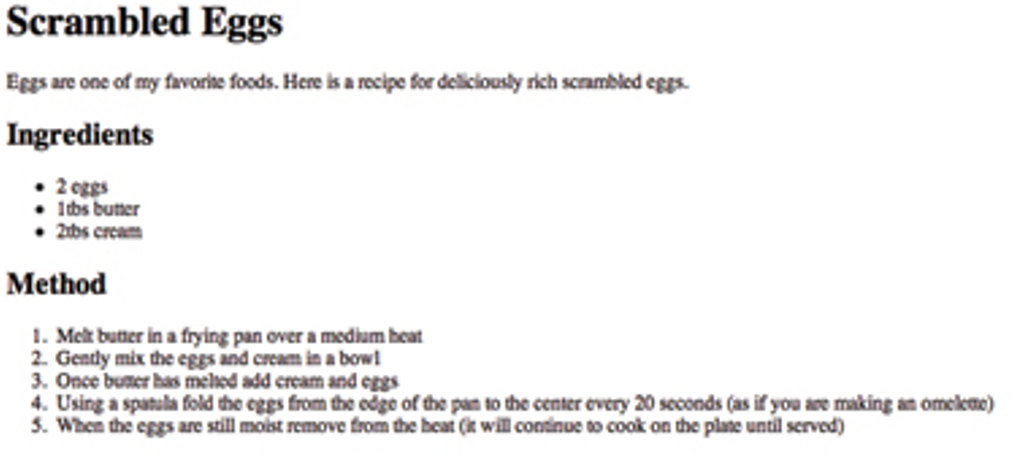 Scrambled Eggs
Eggs are one of my favorite foods. Here is a recipe for deliciously rich scrambled eggs.
Ingredients
• 2 eggs
• 1tbs butter
• 2tbs cream
Method
1. Melt butter in a frying pan over a medium heat
2. Gently mix the eggs and cream in a bowl
3. Once butter has melted add cream and eggs
4. Using a spatula fold the eggs from the edge of the pan to the center every 20 seconds (as if you are making an omelette)
5. When the eggs are still moist remove from the heat (it will continue to cook on the plate until served)